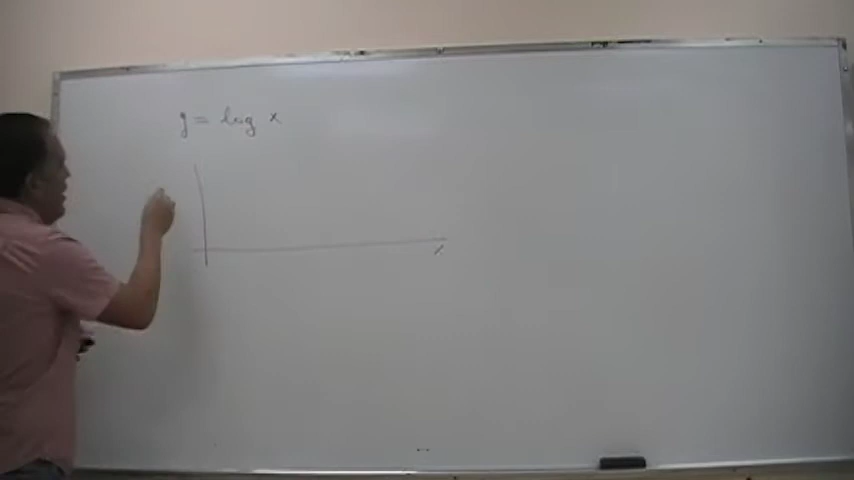 y = log x
x